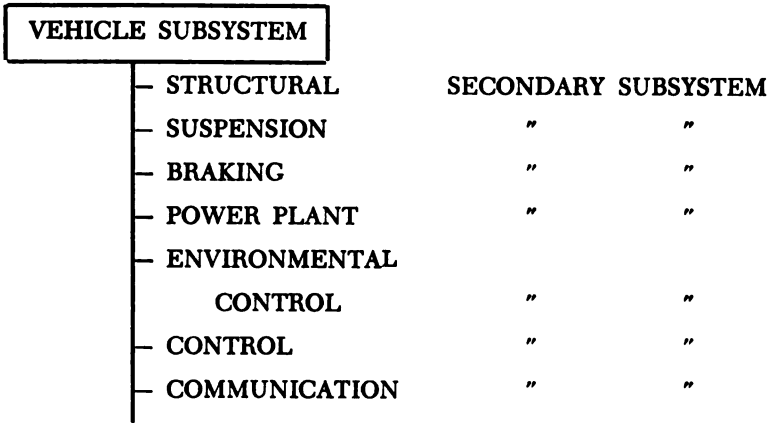 VEHICLE SUBSYSTEM
STRUCTURAL SECONDARY SUBSYSTEM
SUSPENSION " "
BRAKING " "
POWER PLANT " "
ENVIRONMENTAL
CONTROL " "
CONTROL " "
COMMUNICATION " "